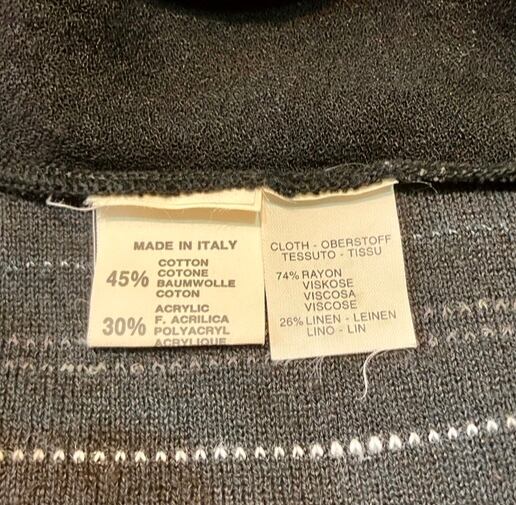 MADE IN ITALY
45%
COTTON
COTONE
BAUMWOLLE
COTON
30%
ACRYLIC
F. ACRILICA
POLYACRYL
ACRYLIQUE
CLOTH - OBERSTOFF
TESSUTO - TISSU
74% RAYON
VISKOSE
VISCOSA
VISCOSE
26% LINEN - LEINEN
LINO - LIN